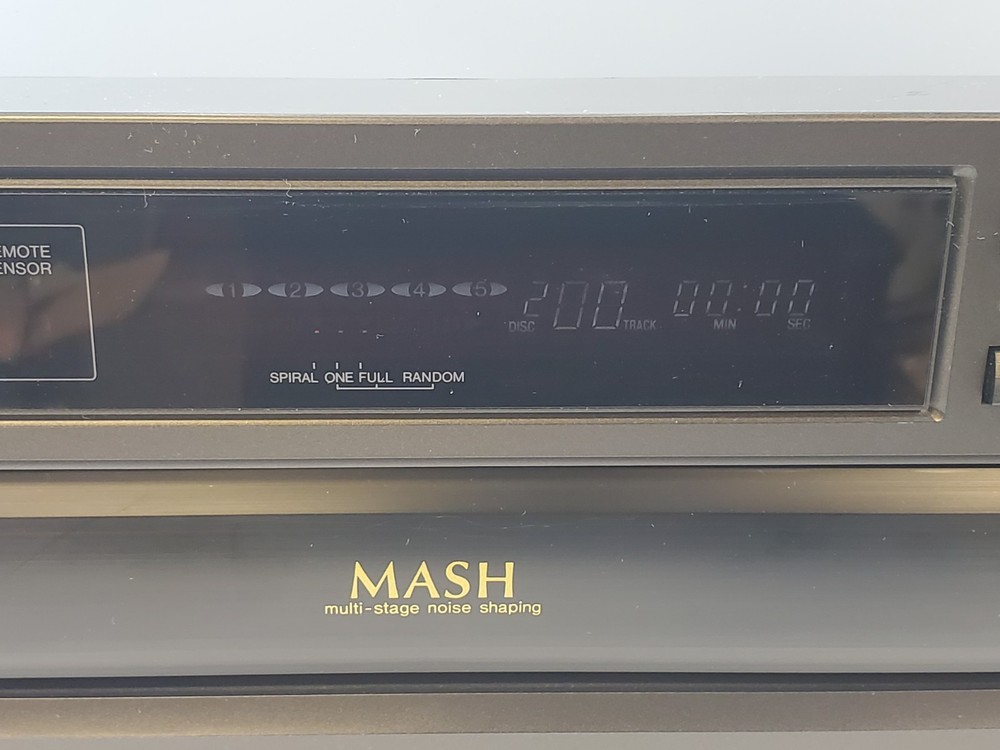 EMOTE
ENSOR
1 2 3 4 5
200 00:00
DISC TRACK MIN SEC
SPIRAL ONE FULL RANDOM
MASH
multi-stage noise shaping